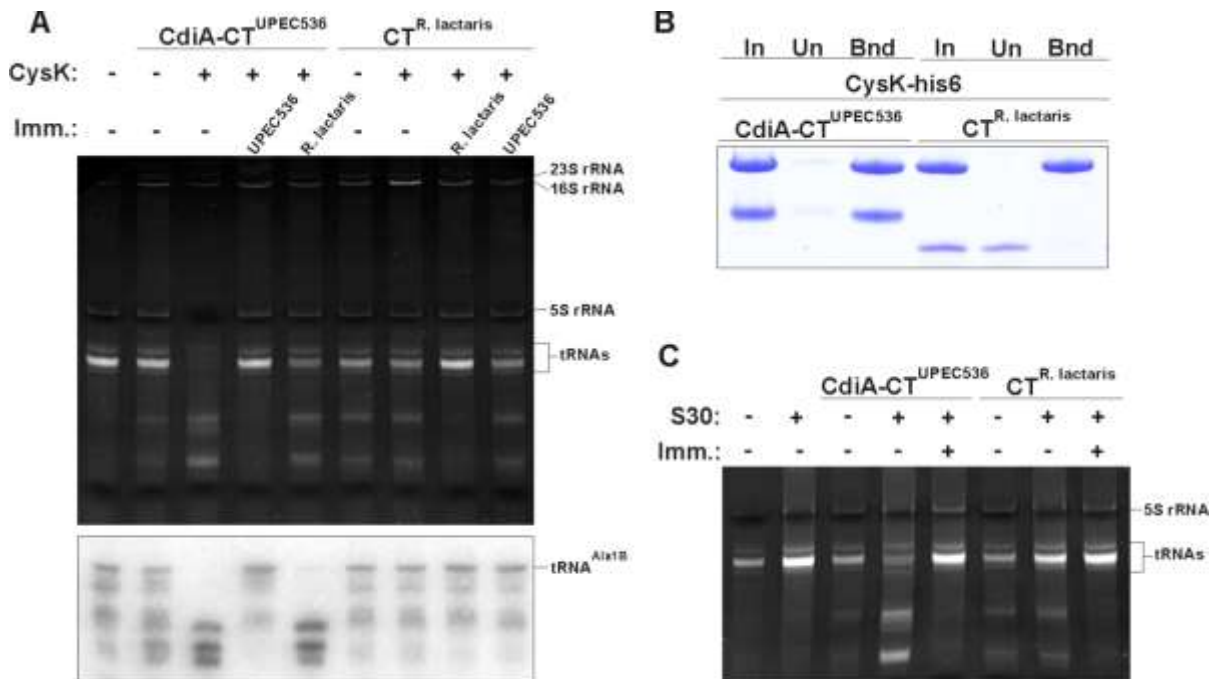 A
CdiA-CT^UPEC536 CT^R. lactaris
CysK: - - + + + - + + +
Imm.: - - - UPEC536 R. lactaris - - R. lactaris UPEC536
23S rRNA
16S rRNA
5S rRNA
tRNAs
tRNA^Ala1B
B
In Un Bnd In Un Bnd
CysK-his6
CdiA-CT^UPEC536 CT^R. lactaris
C
CdiA-CT^UPEC536 CT^R. lactaris
S30: - + - + + - + +
Imm.: - - - - + - - +
5S rRNA
tRNAs